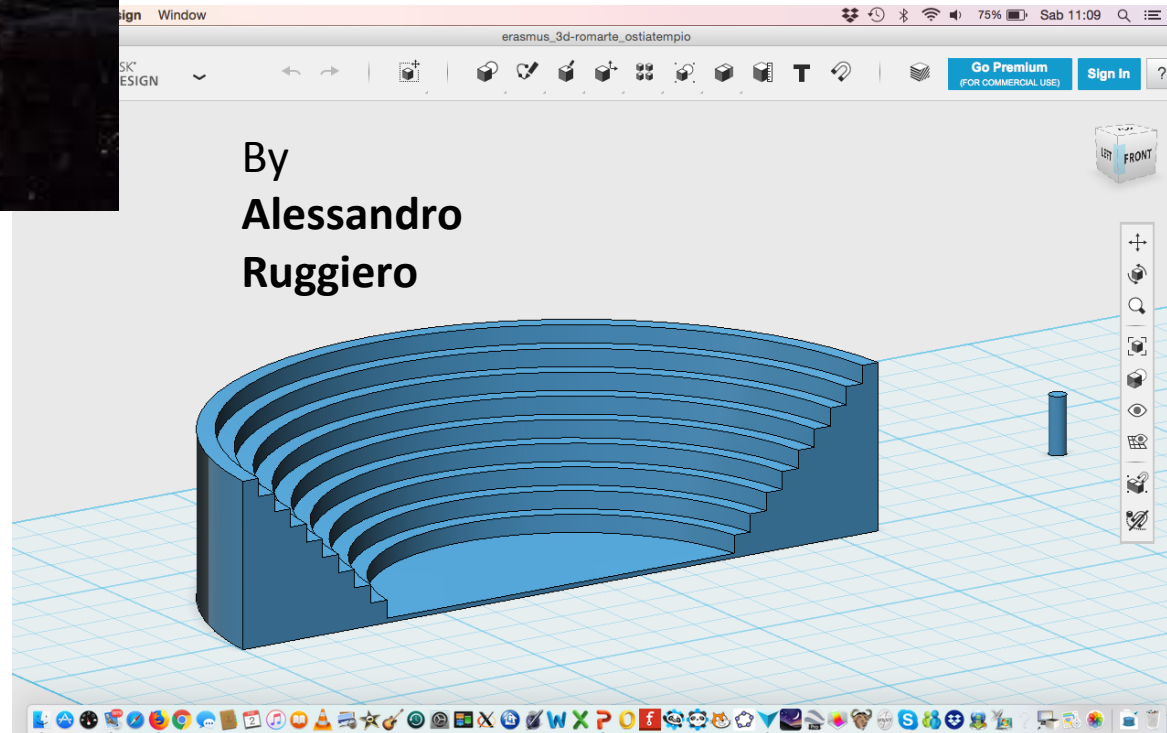 sign Window
75% Sab 11:09
erasmus_3d-romarte_ostiatempio
SK®
ESIGN
Go Premium
(FOR COMMERCIAL USE)
Sign In
?
By
Alessandro
Ruggiero
LEFT FRONT